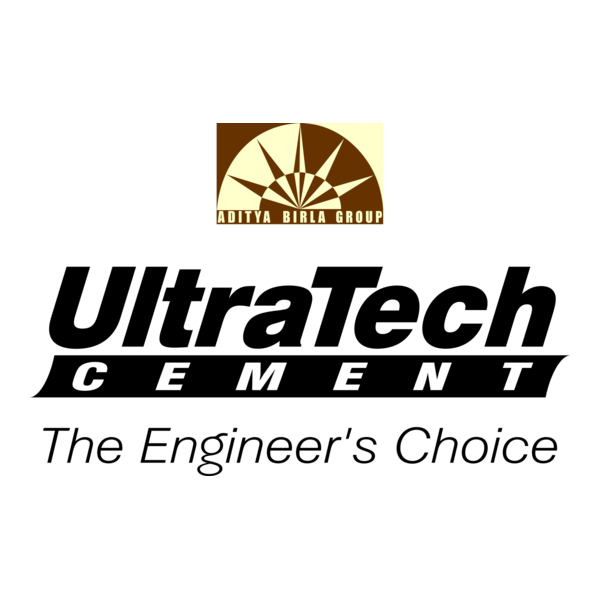 ADITYA BIRLA GROUP
UltraTech
CEMENT
The Engineer's Choice